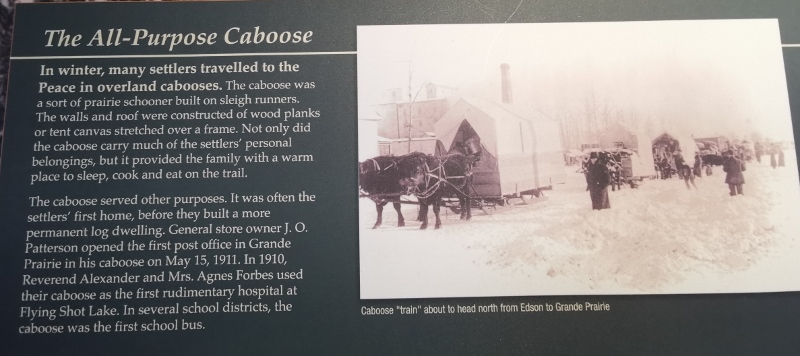 The All-Purpose Caboose
In winter, many settlers travelled to the
Peace in overland cabooses. The caboose was
a sort of prairie schooner built on sleigh runners.
The walls and roof were constructed of wood planks
or tent canvas stretched over a frame. Not only did
the caboose carry much of the settlers' personal
belongings, but it provided the family with a warm
place to sleep, cook and eat on the trail.
The caboose served other purposes. It was often the
settlers' first home, before they built a more
permanent log dwelling. General store owner J. O.
Patterson opened the first post office in Grande
Prairie in his caboose on May 15, 1911. In 1910,
Reverend Alexander and Mrs. Agnes Forbes used
their caboose as the first rudimentary hospital at
Flying Shot Lake. In several school districts, the
caboose was the first school bus.
Caboose "train" about to head north from Edson to Grande Prairie